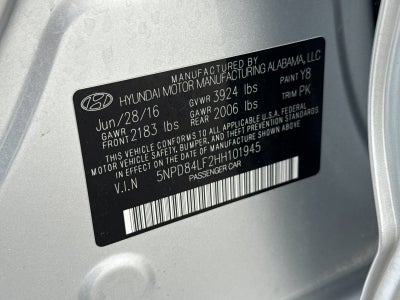 MANUFACTURED BY
HYUNDAI MOTOR MANUFACTURING ALABAMA, LLC
Jun/28/16 GVWR 3924 lbs PAINT Y8
GAWR FRONT 2183 lbs GAWR REAR 2006 lbs TRIM PK
THIS VEHICLE CONFORMS TO ALL APPLICABLE U.S.A. FEDERAL
MOTOR VEHICLE SAFETY, BUMPER, AND THEFT PREVENTION
STANDARDS IN EFFECT ON THE DATE OF MANUFACTURE SHOWN ABOVE.
V.I.N 5NPD84LF2HH101945
PASSENGER CAR